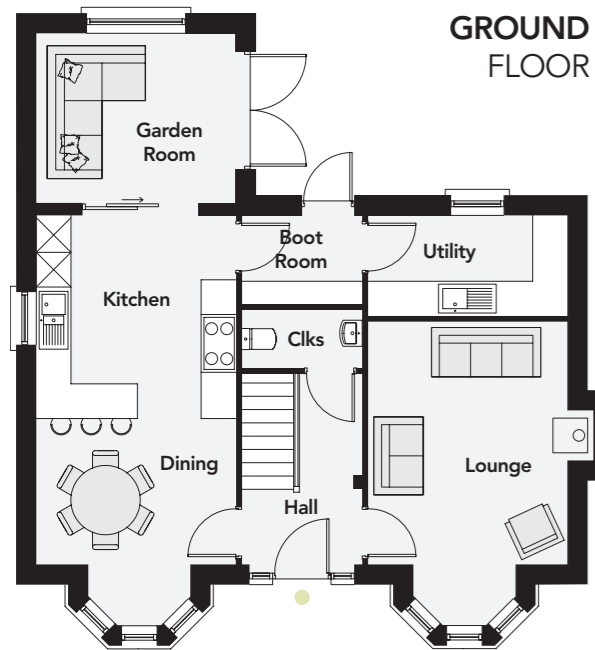 GROUND
FLOOR
Garden
Room
Boot
Room
Utility
Kitchen
Clks
Dining
Lounge
Hall